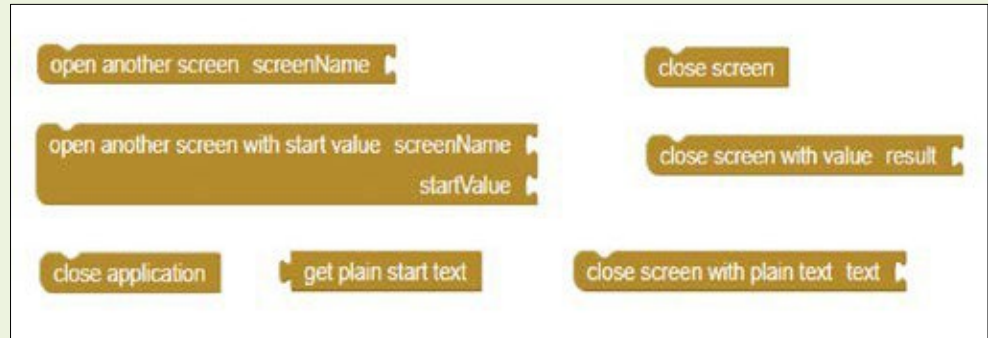 open another screen screenName
close screen
open another screen with start value screenName
startValue
close screen with value result
close application
get plain start text
close screen with plain text text